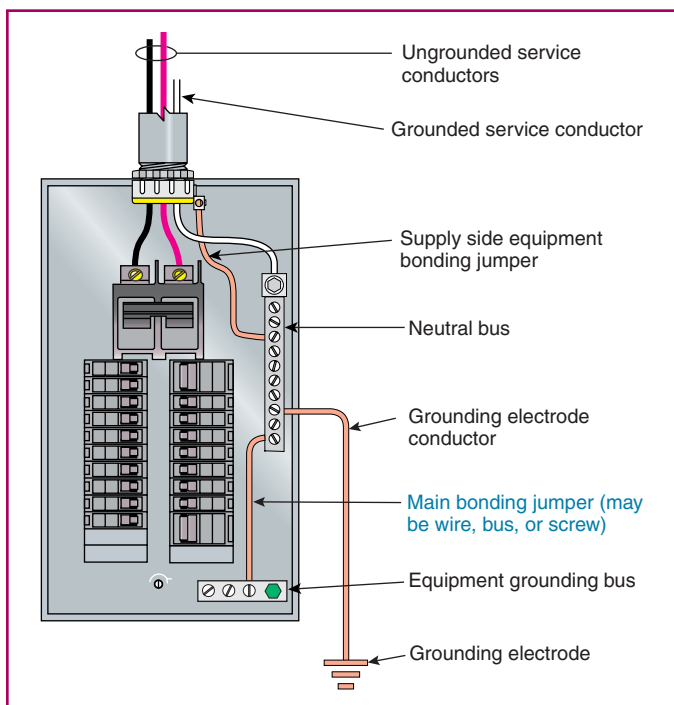 Ungrounded service
conductors
Grounded service conductor
Supply side equipment
bonding jumper
Neutral bus
Grounding electrode
conductor
Main bonding jumper (may
be wire, bus, or screw)
Equipment grounding bus
Grounding electrode